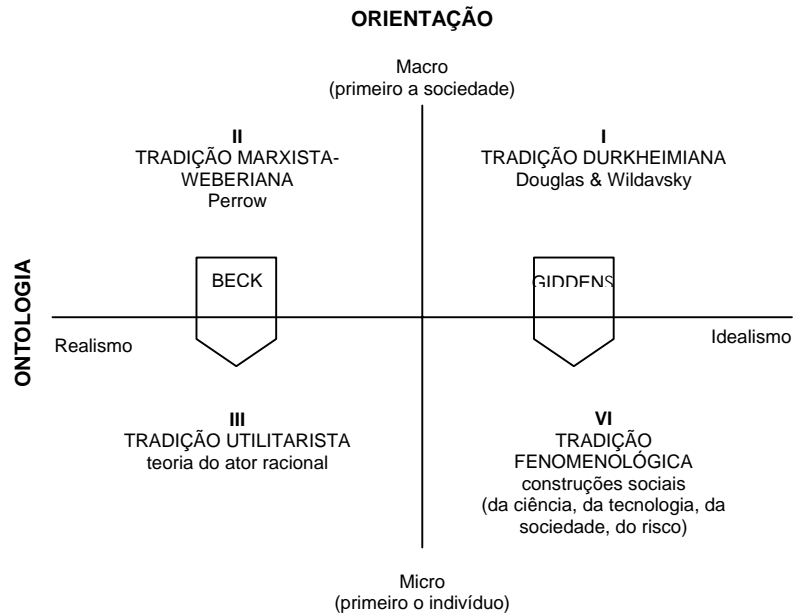 ORIENTAÇÃO
Macro
(primeiro a sociedade)
II
TRADIÇÃO MARXISTA-
WEBERIANA
Perrow
I
TRADIÇÃO DURKHEIMIANA
Douglas & Wildavsky
ONTOLOGIA
BECK
GIDDENS
Realismo
Idealismo
III
TRADIÇÃO UTILITARISTA
teoria do ator racional
VI
TRADIÇÃO
FENOMENOLÓGICA
construções sociais
(da ciência, da tecnologia, da
sociedade, do risco)
Micro
(primeiro o indivíduo)